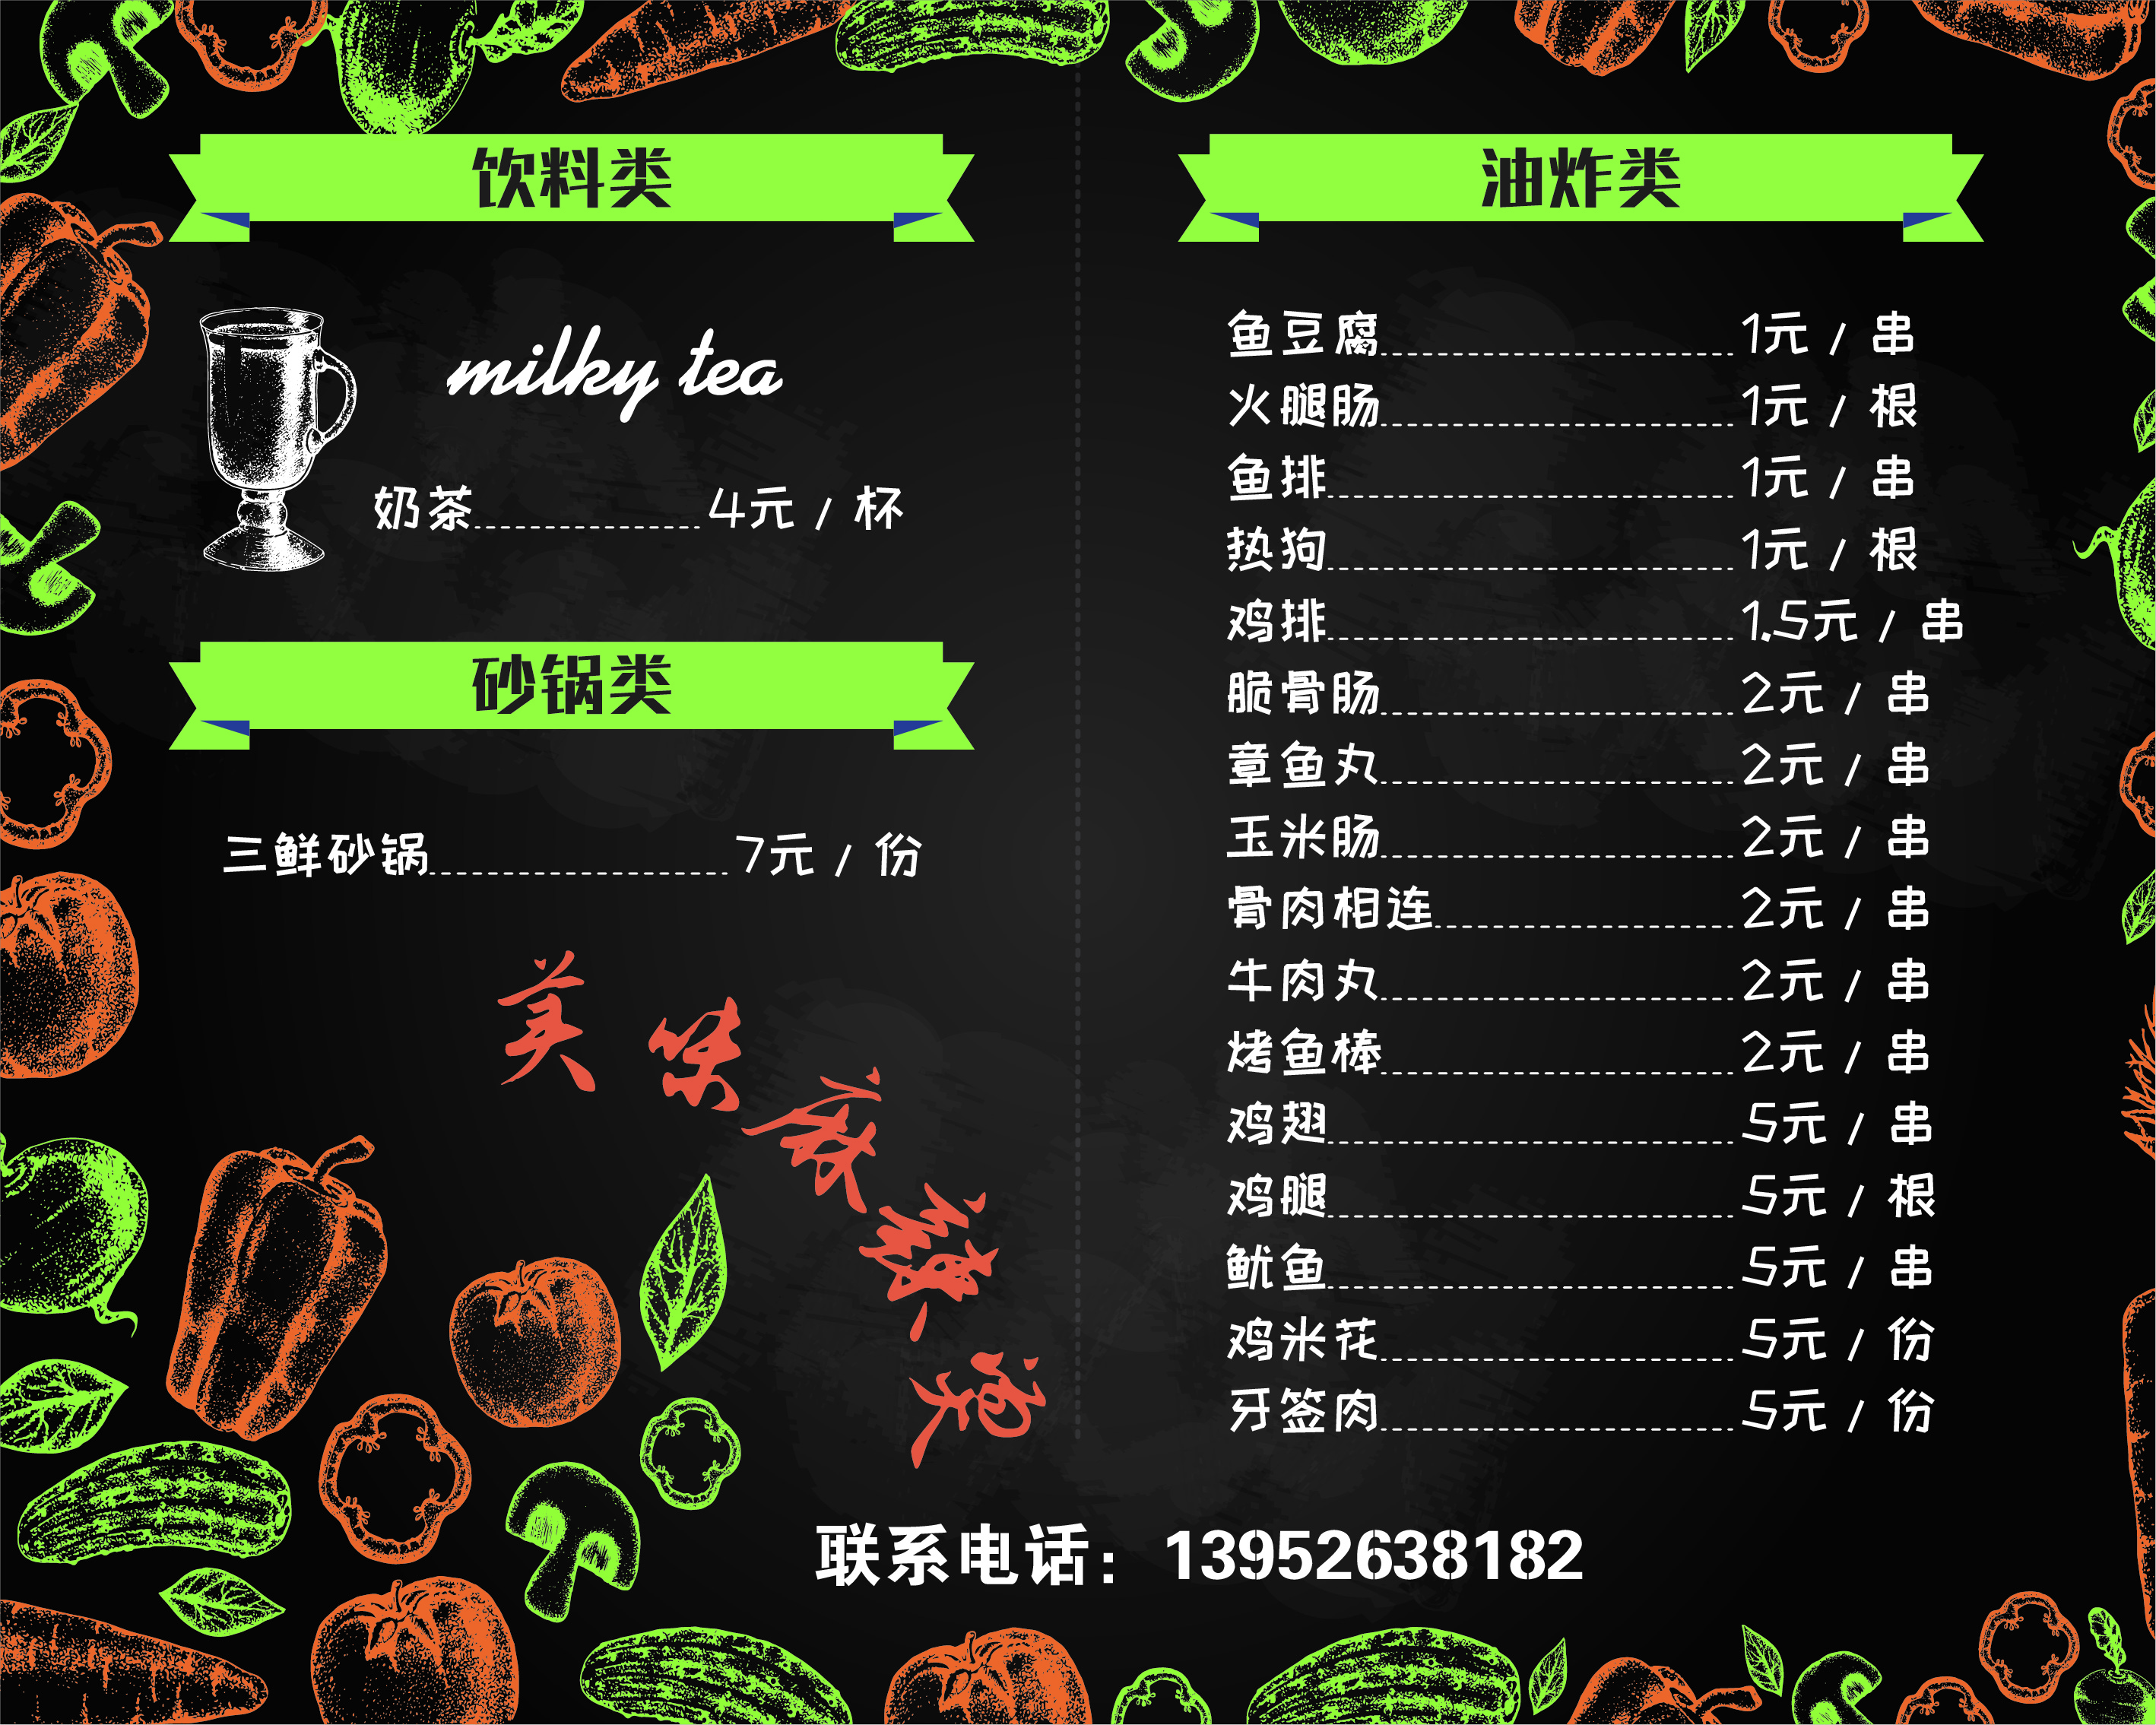 饮料类
milky tea
奶茶 4元 / 杯
砂锅类
三鲜砂锅 7元 / 份
美味麻辣烫
油炸类
鱼豆腐 1元 / 串
火腿肠 1元 / 根
鱼排 1元 / 串
热狗 1元 / 根
鸡排 1.5元 / 串
脆骨肠 2元 / 串
章鱼丸 2元 / 串
玉米肠 2元 / 串
骨肉相连 2元 / 串
牛肉丸 2元 / 串
烤鱼棒 2元 / 串
鸡翅 5元 / 串
鸡腿 5元 / 根
鱿鱼 5元 / 串
鸡米花 5元 / 份
牙签肉 5元 / 份
联系电话：13952638182